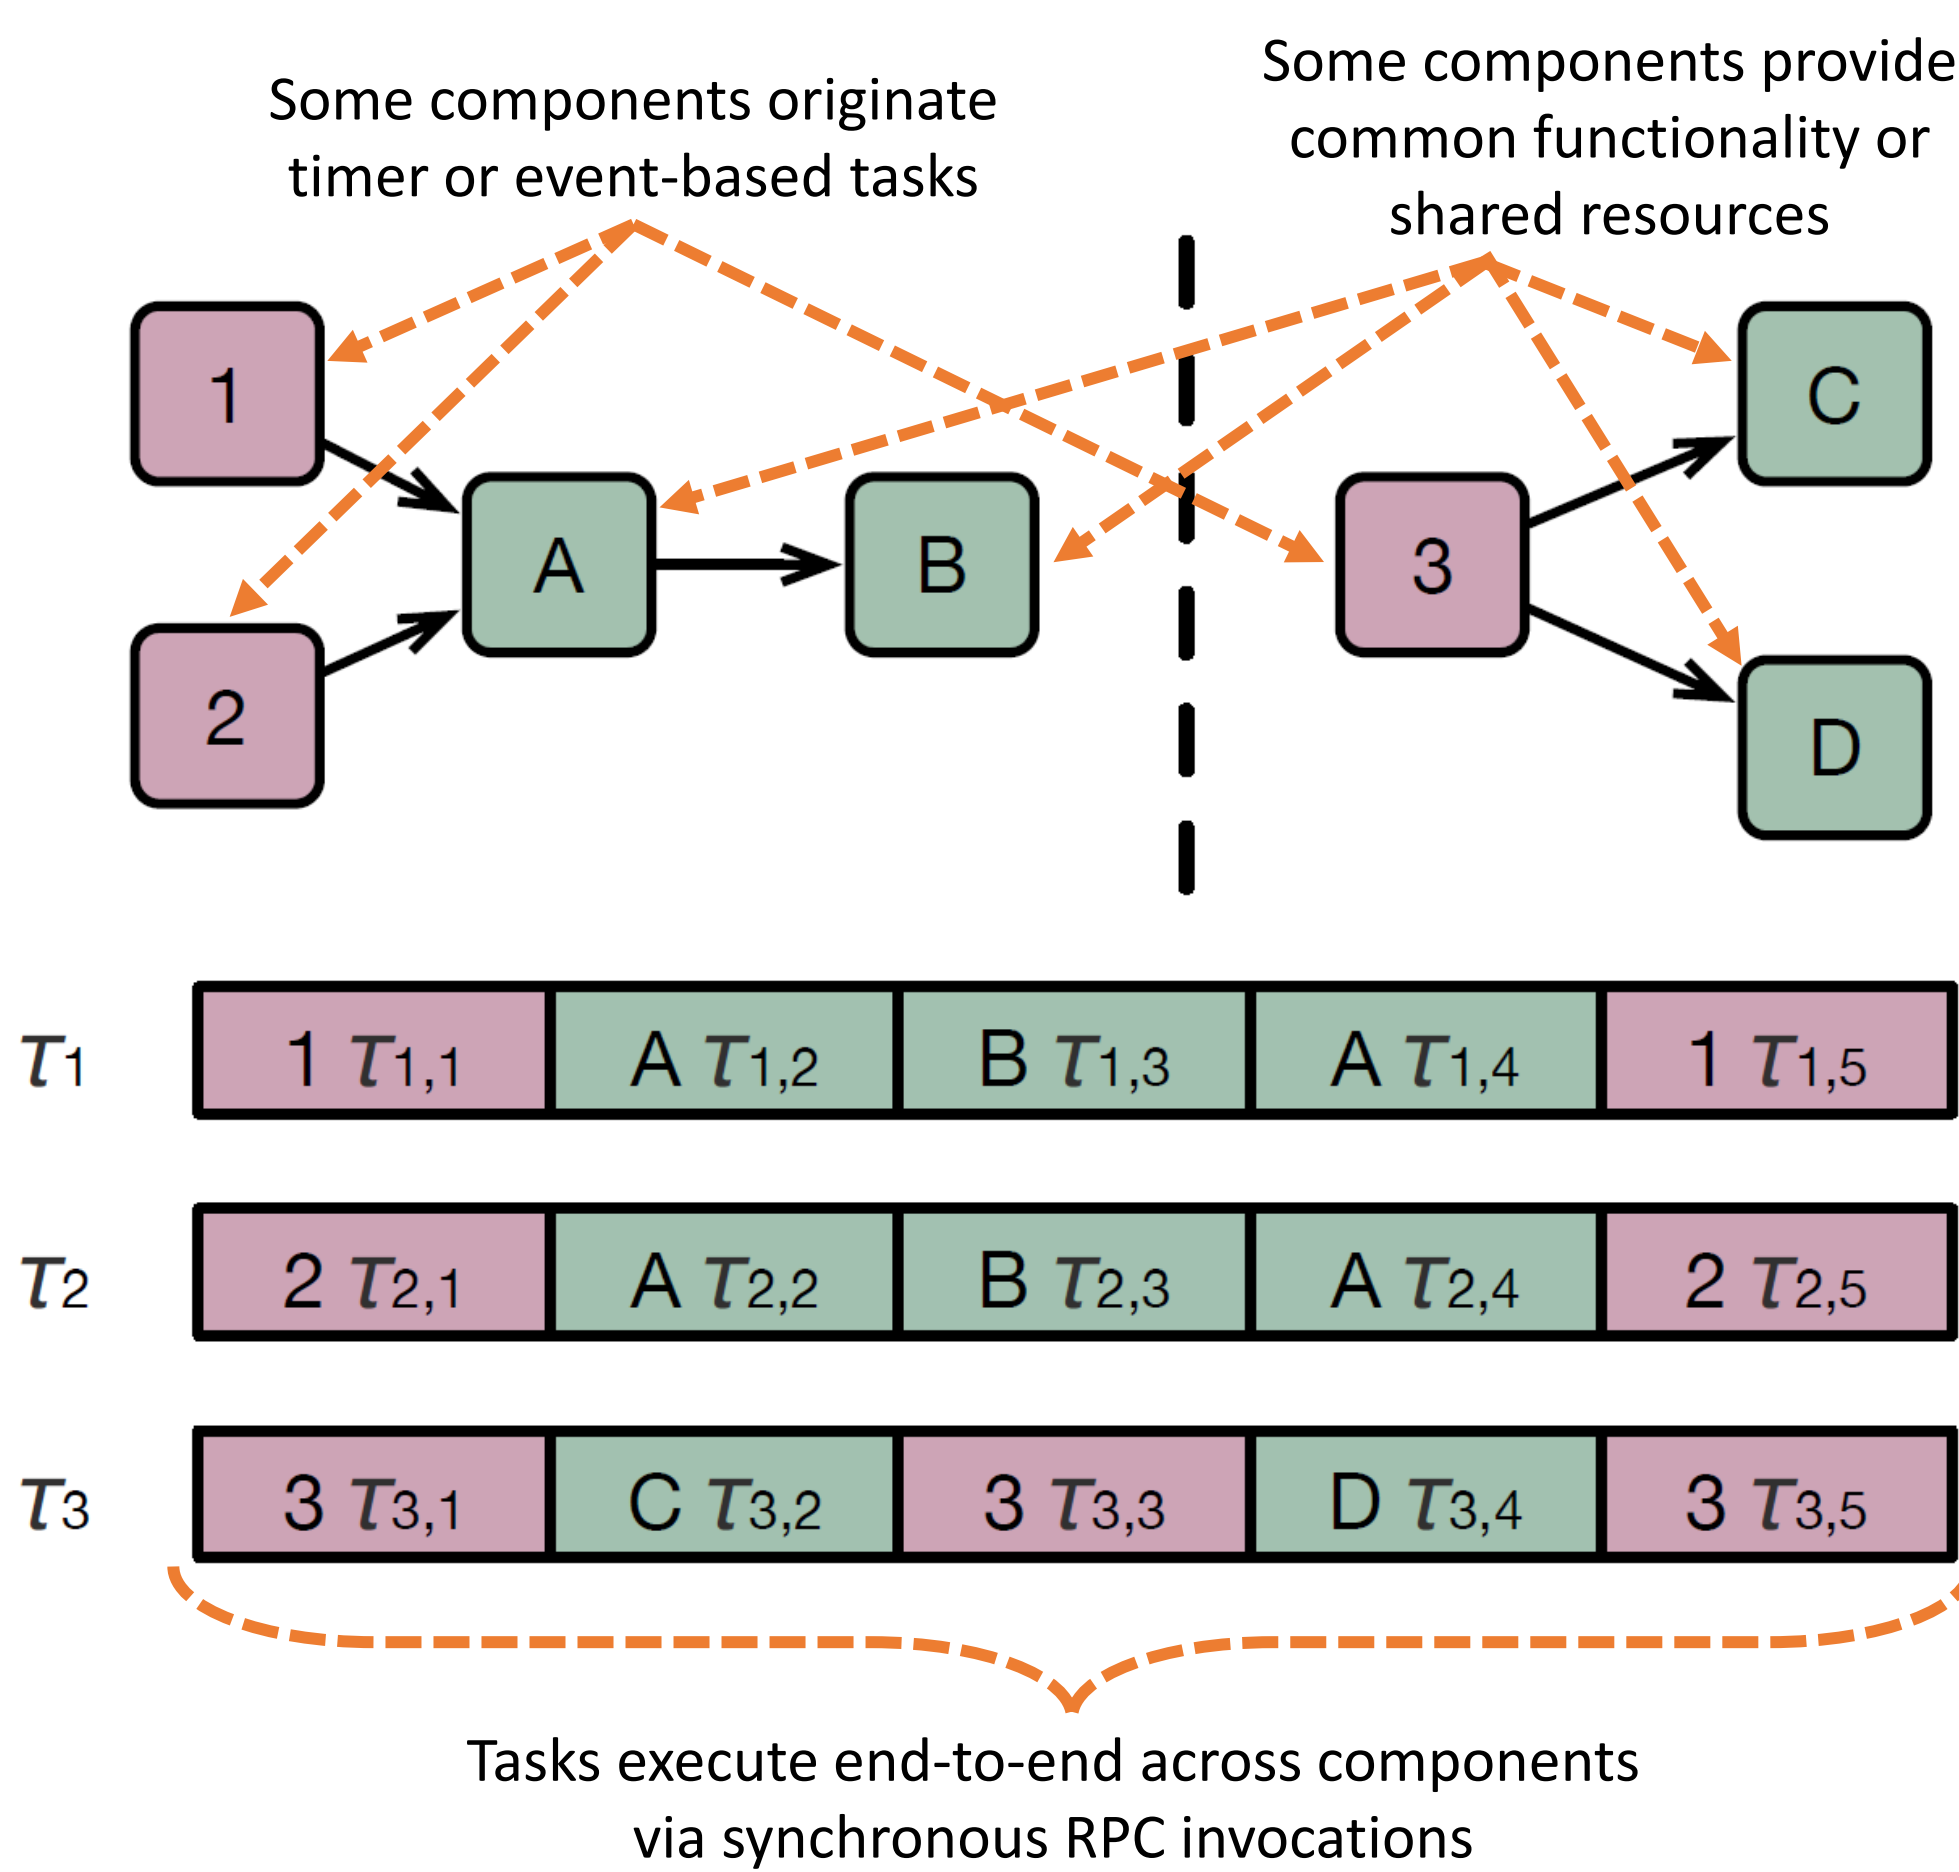 Some components originate
timer or event-based tasks
Some components provide
common functionality or
shared resources
1
2
A
B
3
C
D
τ1
1 τ1,1
A τ1,2
B τ1,3
A τ1,4
1 τ1,5
τ2
2 τ2,1
A τ2,2
B τ2,3
A τ2,4
2 τ2,5
τ3
3 τ3,1
C τ3,2
3 τ3,3
D τ3,4
3 τ3,5
Tasks execute end-to-end across components
via synchronous RPC invocations